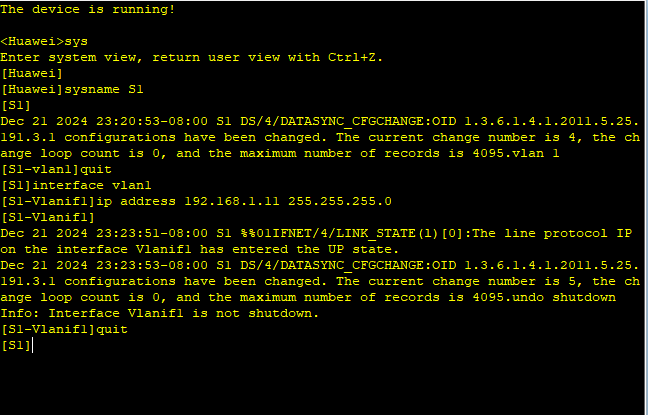 The device is running!
<Huawei>sys
Enter system view, return user view with Ctrl+Z.
[Huawei]
[Huawei]sysname S1
[S1]
Dec 21 2024 23:20:53-08:00 S1 DS/4/DATASYNC_CFGCHANGE:OID 1.3.6.1.4.1.2011.5.25.
191.3.1 configurations have been changed. The current change number is 4, the ch
ange loop count is 0, and the maximum number of records is 4095.vlan 1
[S1-vlan1]quit
[S1]interface vlan1
[S1-Vlanif1]ip address 192.168.1.11 255.255.255.0
[S1-Vlanif1]
Dec 21 2024 23:23:51-08:00 S1 %%01IFNET/4/LINK_STATE(l)[0]:The line protocol IP
on the interface Vlanif1 has entered the UP state.
Dec 21 2024 23:23:53-08:00 S1 DS/4/DATASYNC_CFGCHANGE:OID 1.3.6.1.4.1.2011.5.25.
191.3.1 configurations have been changed. The current change number is 5, the ch
ange loop count is 0, and the maximum number of records is 4095.undo shutdown
Info: Interface Vlanif1 is not shutdown.
[S1-Vlanif1]quit
[S1]